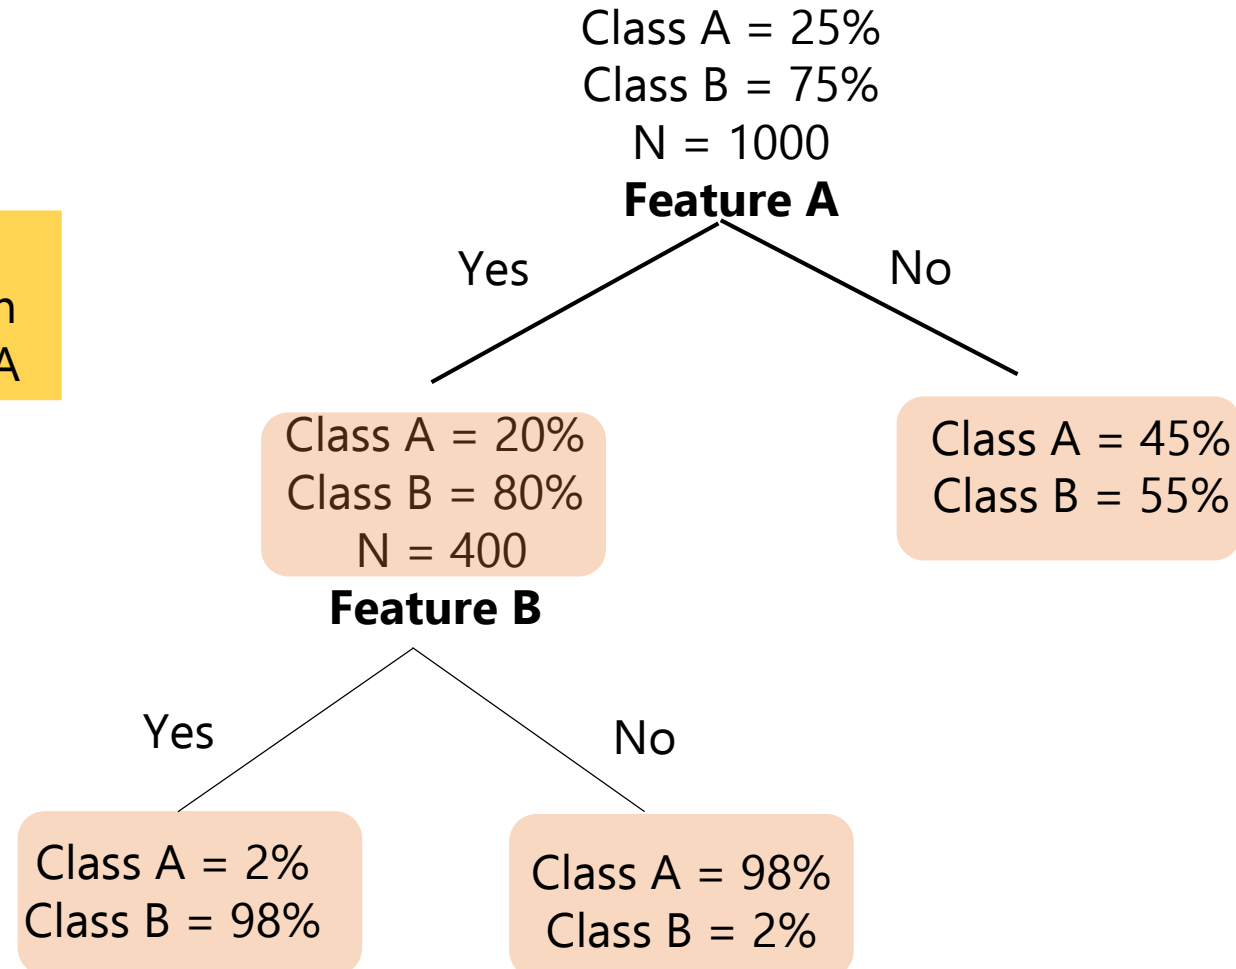 Class A = 25%
Class B = 75%
N = 1000
Feature A
Yes
No
A
Class A = 20%
Class B = 80%
N = 400
Class A = 45%
Class B = 55%
Feature B
Yes
No
Class A = 2%
Class B = 98%
Class A = 98%
Class B = 2%